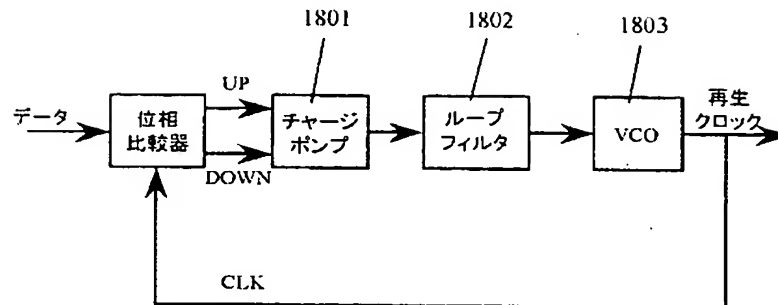 1801
1802
1803
UP
データ
位相
比較器
チャージ
ポンプ
ループ
フィルタ
VCO
再生
クロック
DOWN
CLK